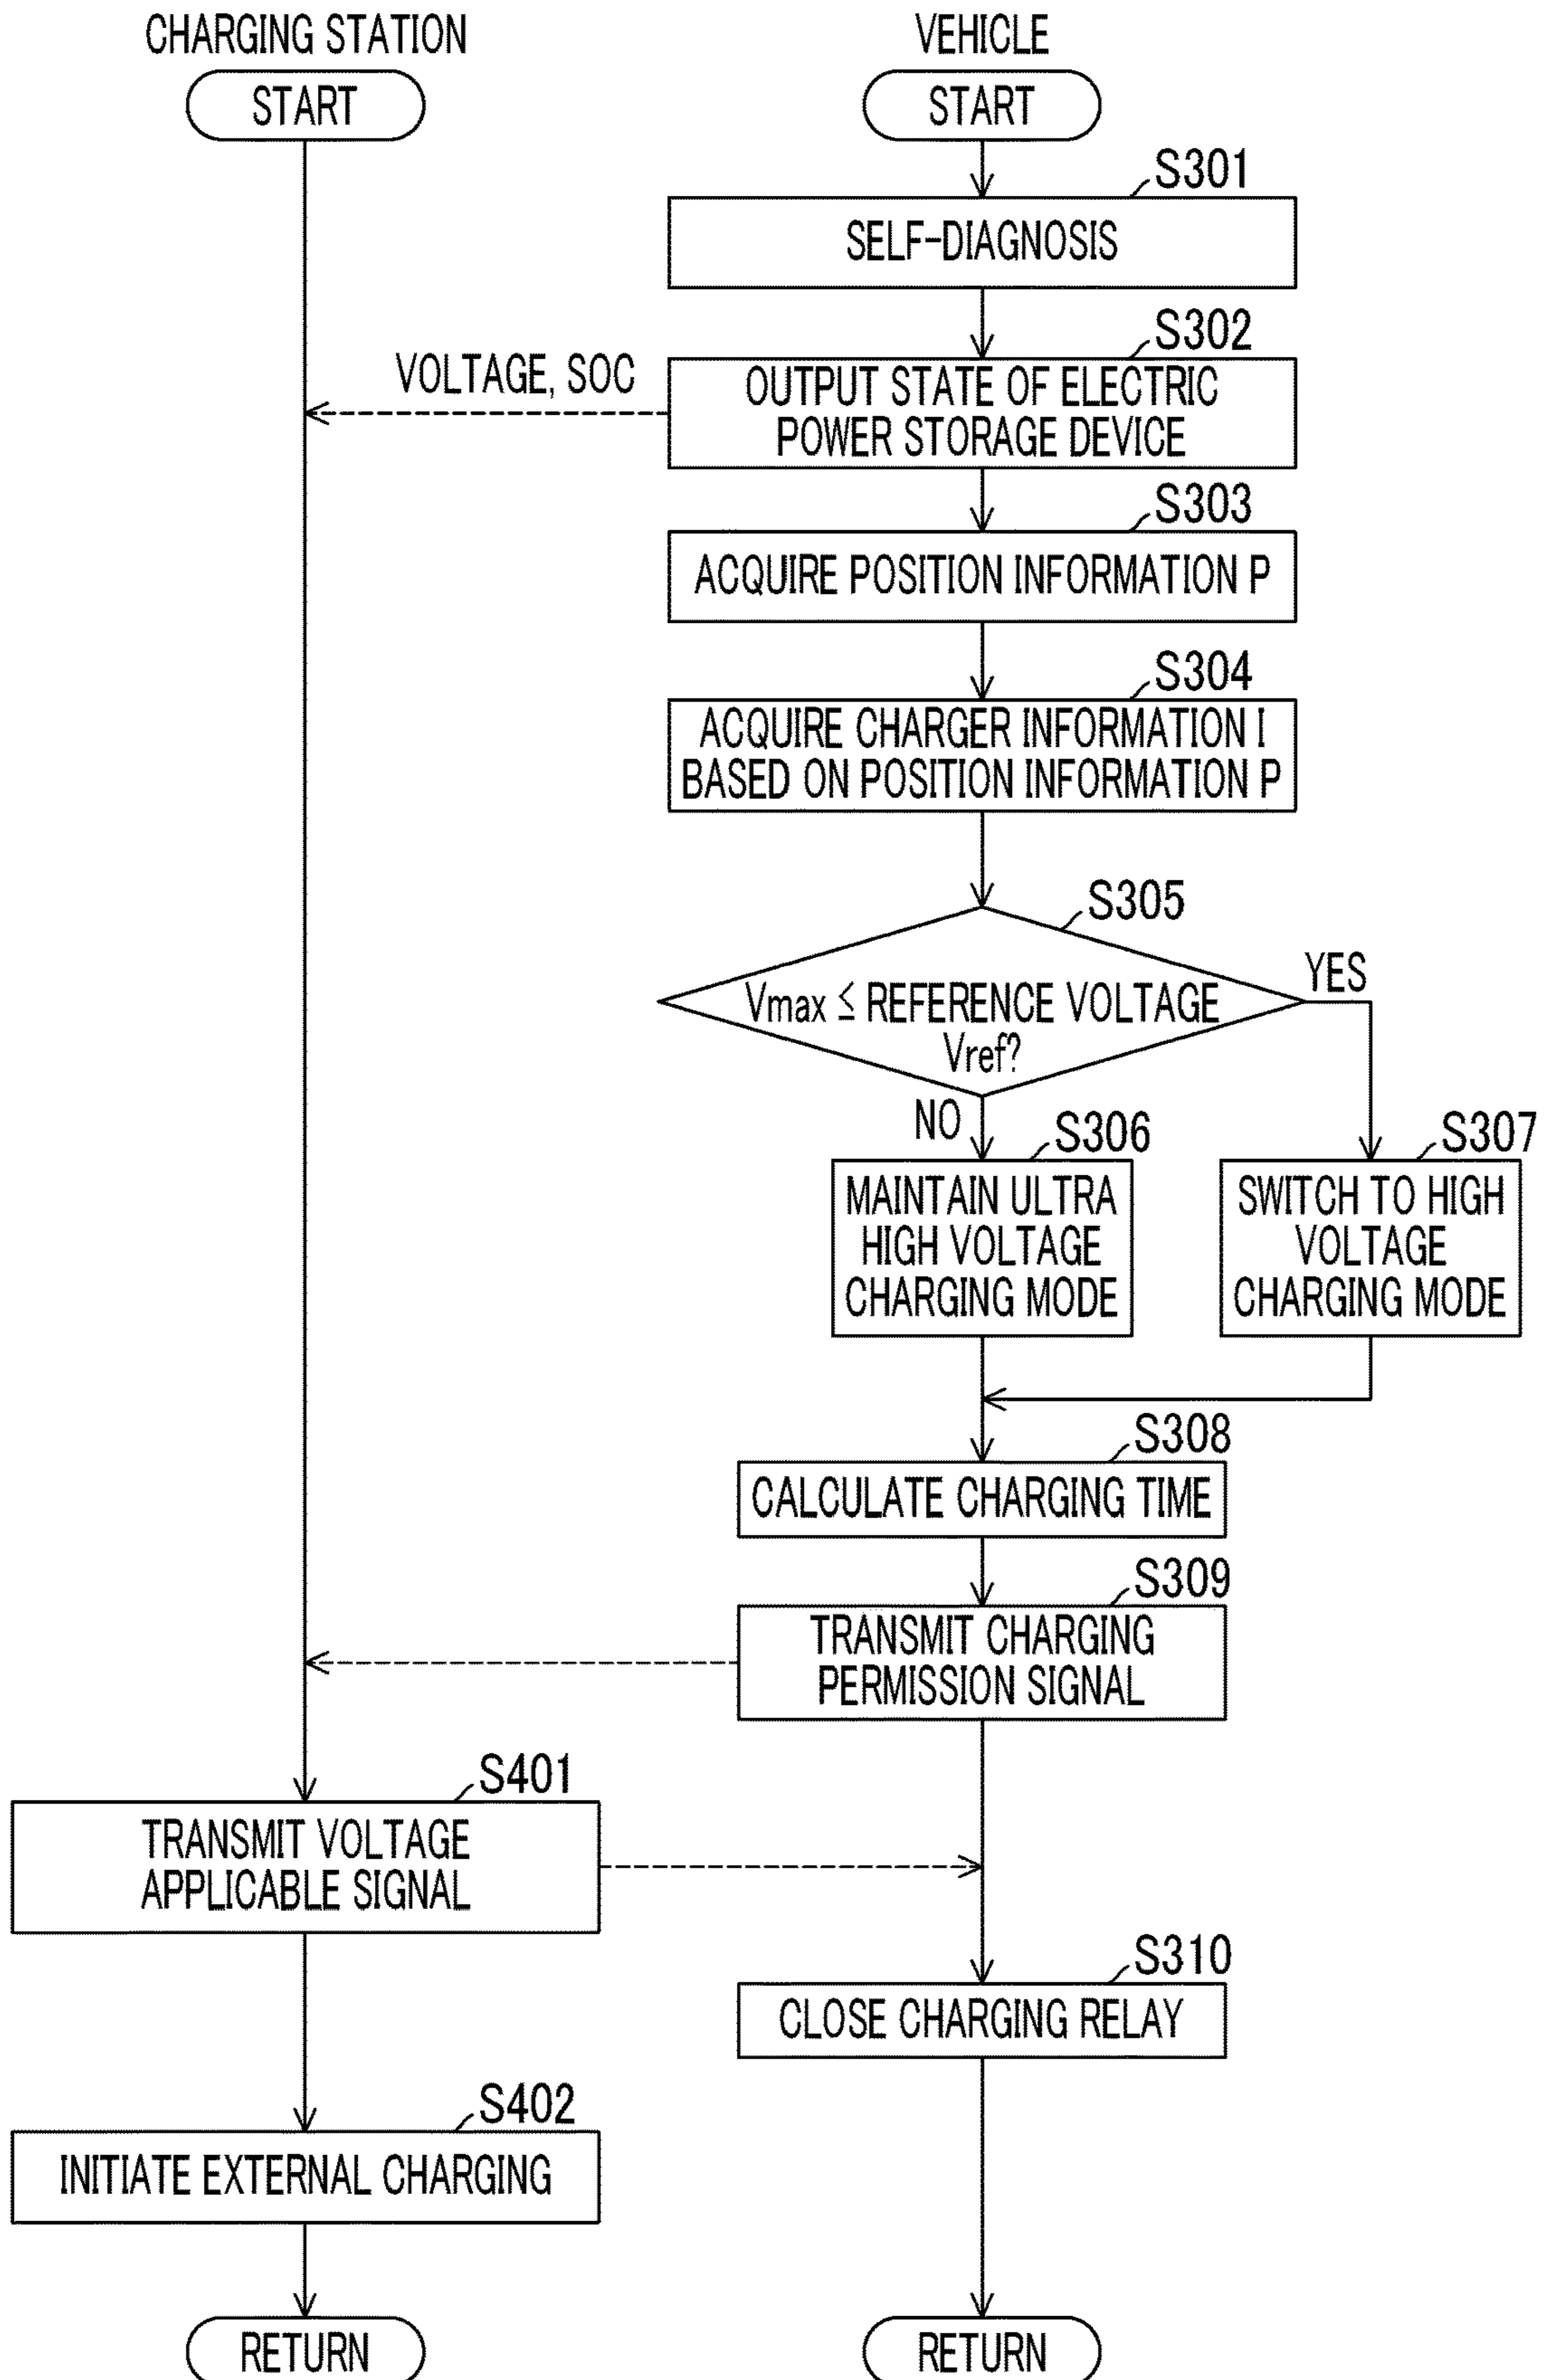 CHARGING STATION
VEHICLE
START
START
S301
SELF-DIAGNOSIS
S302
VOLTAGE, SOC
OUTPUT STATE OF ELECTRIC
POWER STORAGE DEVICE
S303
ACQUIRE POSITION INFORMATION P
S304
ACQUIRE CHARGER INFORMATION I
BASED ON POSITION INFORMATION P
S305
YES
Vmax ≤ REFERENCE VOLTAGE
Vref?
NO
S306
S307
MAINTAIN ULTRA
HIGH VOLTAGE
CHARGING MODE
SWITCH TO HIGH
VOLTAGE
CHARGING MODE
S308
CALCULATE CHARGING TIME
S309
TRANSMIT CHARGING
PERMISSION SIGNAL
S401
TRANSMIT VOLTAGE
APPLICABLE SIGNAL
S310
CLOSE CHARGING RELAY
S402
INITIATE EXTERNAL CHARGING
RETURN
RETURN